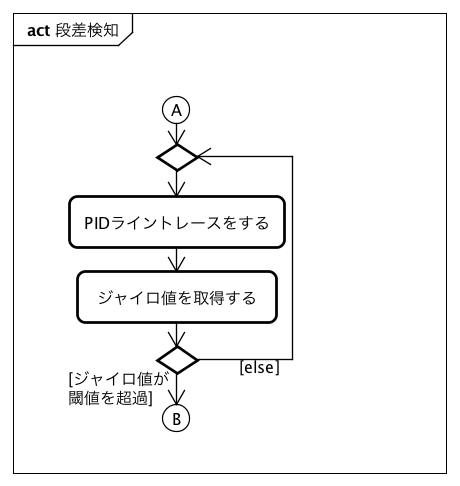 act 段差検知
A
PIDライントレースをする
ジャイロ値を取得する
[else]
[ジャイロ値が
閾値を超過]
B